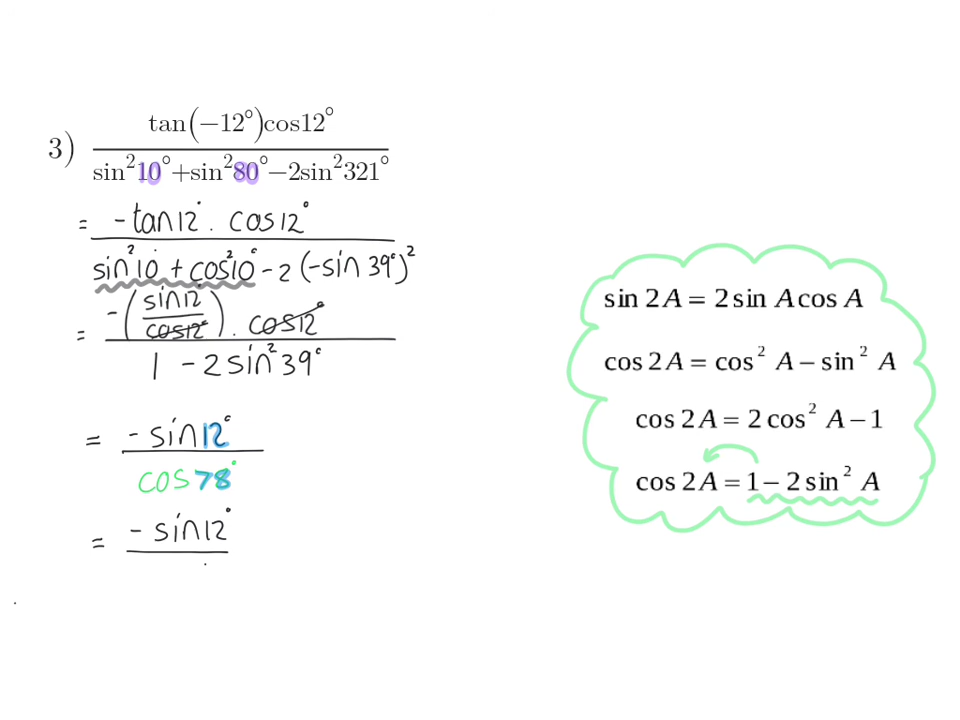 3) tan(−12°)cos12° / sin²10°+sin²80°−2sin²321°
= - tan12° . cos12° / sin²10° + cos²10° - 2 (-sin 39°)²
= -(sin12 / cos12°) . cos12° / 1 - 2 sin²39°
= - sin12° / cos78°
= - sin12°
sin 2A = 2 sin A cos A
cos 2A = cos² A − sin² A
cos 2A = 2 cos² A − 1
cos 2A = 1 − 2 sin² A